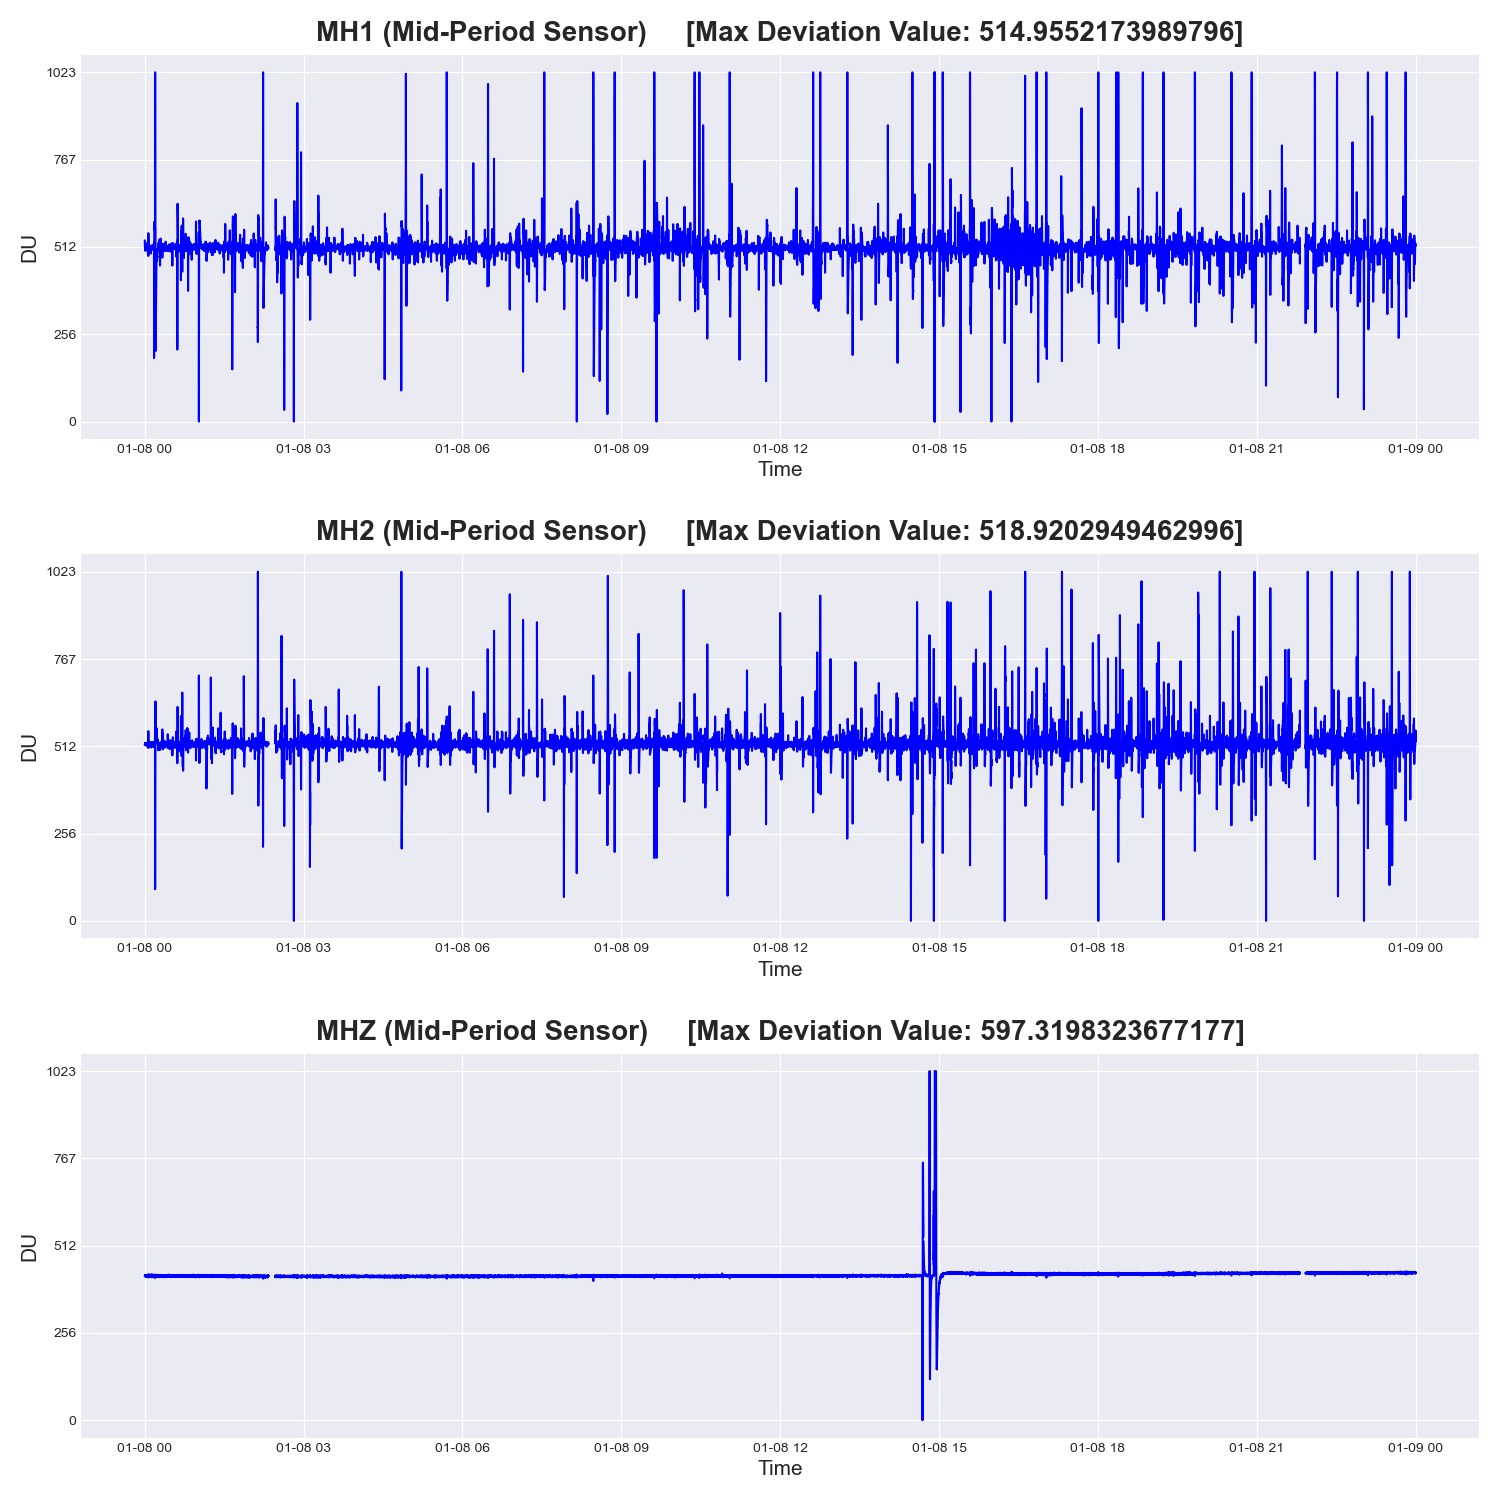 MH1 (Mid-Period Sensor) [Max Deviation Value: 514.9552173989796]
1023
767
512
256
0
DU
01-08 00 01-08 03 01-08 06 01-08 09 01-08 12 01-08 15 01-08 18 01-08 21 01-09 00
Time
MH2 (Mid-Period Sensor) [Max Deviation Value: 518.9202949462996]
1023
767
512
256
0
DU
01-08 00 01-08 03 01-08 06 01-08 09 01-08 12 01-08 15 01-08 18 01-08 21 01-09 00
Time
MHZ (Mid-Period Sensor) [Max Deviation Value: 597.3198323677177]
1023
767
512
256
0
DU
01-08 00 01-08 03 01-08 06 01-08 09 01-08 12 01-08 15 01-08 18 01-08 21 01-09 00
Time